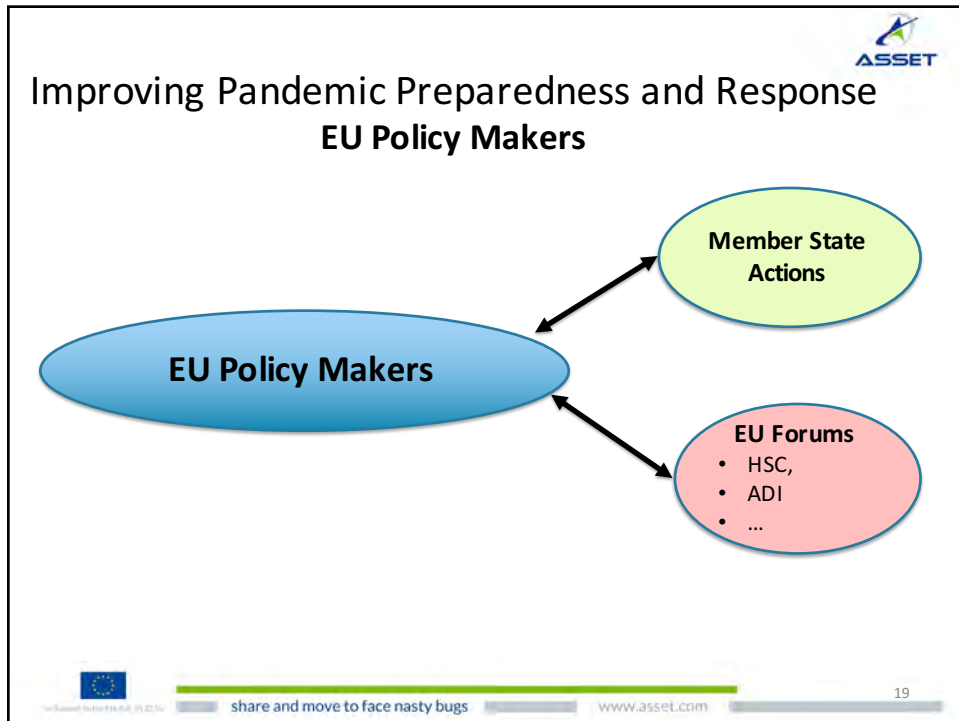 ASSET
Improving Pandemic Preparedness and Response
EU Policy Makers
Member State
Actions
EU Policy Makers
EU Forums
• HSC,
• ADI
• ...
share and move to face nasty bugs
www.asset.com
19